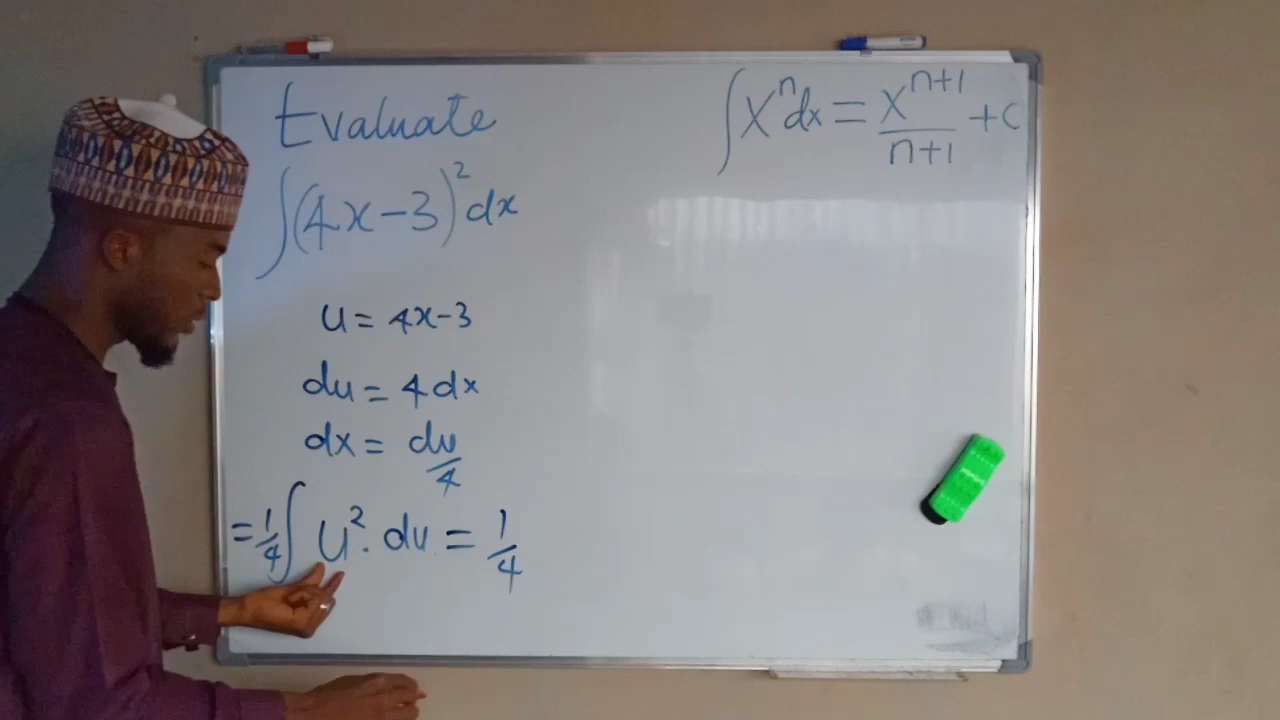 Evaluate
∫(4x-3)² dx
u = 4x-3
du = 4dx
dx = du/4
= 1/4 ∫ u². du = 1/4
∫xⁿdx = xⁿ⁺¹/n+1 + c